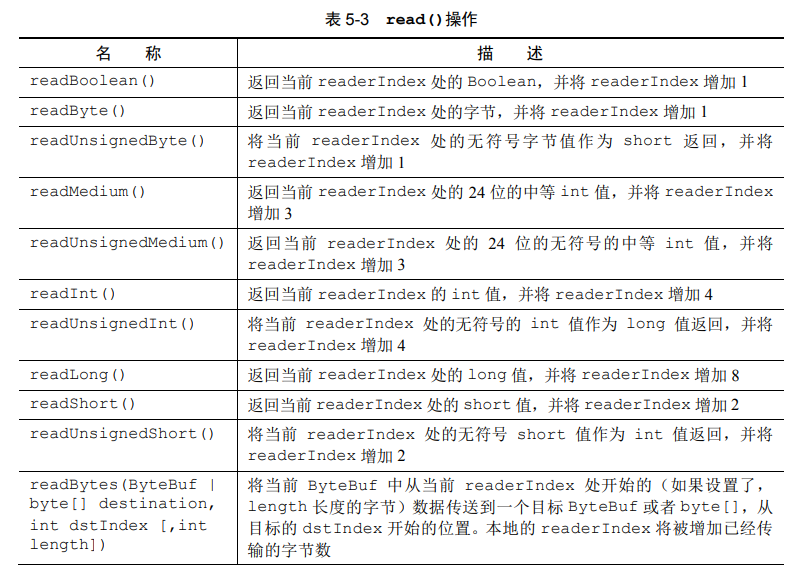 表 5-3 read()操作
名 称 描 述
readBoolean() 返回当前 readerIndex 处的 Boolean，并将 readerIndex 增加 1
readByte() 返回当前 readerIndex 处的字节，并将 readerIndex 增加 1
readUnsignedByte() 将当前 readerIndex 处的无符号字节值作为 short 返回，并将
readerIndex 增加 1
readMedium() 返回当前 readerIndex 处的 24 位的中等 int 值，并将 readerIndex
增加 3
readUnsignedMedium() 返回当前 readerIndex 处的 24 位的无符号的中等 int 值，并将
readerIndex 增加 3
readInt() 返回当前 readerIndex 的 int 值，并将 readerIndex 增加 4
readUnsignedInt() 将当前 readerIndex 处的无符号的 int 值作为 long 值返回，并将
readerIndex 增加 4
readLong() 返回当前 readerIndex 处的 long 值，并将 readerIndex 增加 8
readShort() 返回当前 readerIndex 处的 short 值，并将 readerIndex 增加 2
readUnsignedShort() 将当前 readerIndex 处的无符号 short 值作为 int 值返回，并将
readerIndex 增加 2
readBytes(ByteBuf | 将当前 ByteBuf 中从当前 readerIndex 处开始的（如果设置了，
byte[] destination, length 长度的字节）数据传送到一个目标 ByteBuf 或者 byte[]，从
int dstIndex [,int 目标的 dstIndex 开始的位置。本地的 readerIndex 将被增加已经传
length]) 输的字节数